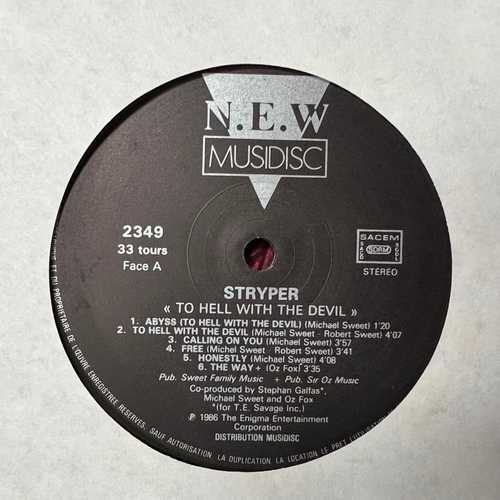 N.E.W
MUSIDISC
2349
33 tours
Face A
SACEM
SDRM
STÉREO
STRYPER
« TO HELL WITH THE DEVIL »
1. ABYSS (TO HELL WITH THE DEVIL) (Michael Sweet) 1'20
2. TO HELL WITH THE DEVIL (Michael Sweet - Robert Sweet) 4'07
3. CALLING ON YOU (Michael Sweet) 3'57
4. FREE (Michel Sweet - Robert Sweet) 3'41
5. HONESTLY (Michael Sweet) 4'08
6. THE WAY + (Oz Fox) 3'35
Pub. Sweet Family Music + Pub. Sir Oz Music
Co-produced by Stephan Galfas*,
Michael Sweet and Oz Fox
*(for T.E. Savage Inc.)
℗ 1986 The Enigma Entertainment
Corporation
DISTRIBUTION MUSIDISC
ET DU PROPRIÉTAIRE DE L'ŒUVRE ENREGISTRÉE RÉSERVÉS. SAUF AUTORISATION LA DUPLICATION, LA LOCATION LE PRET